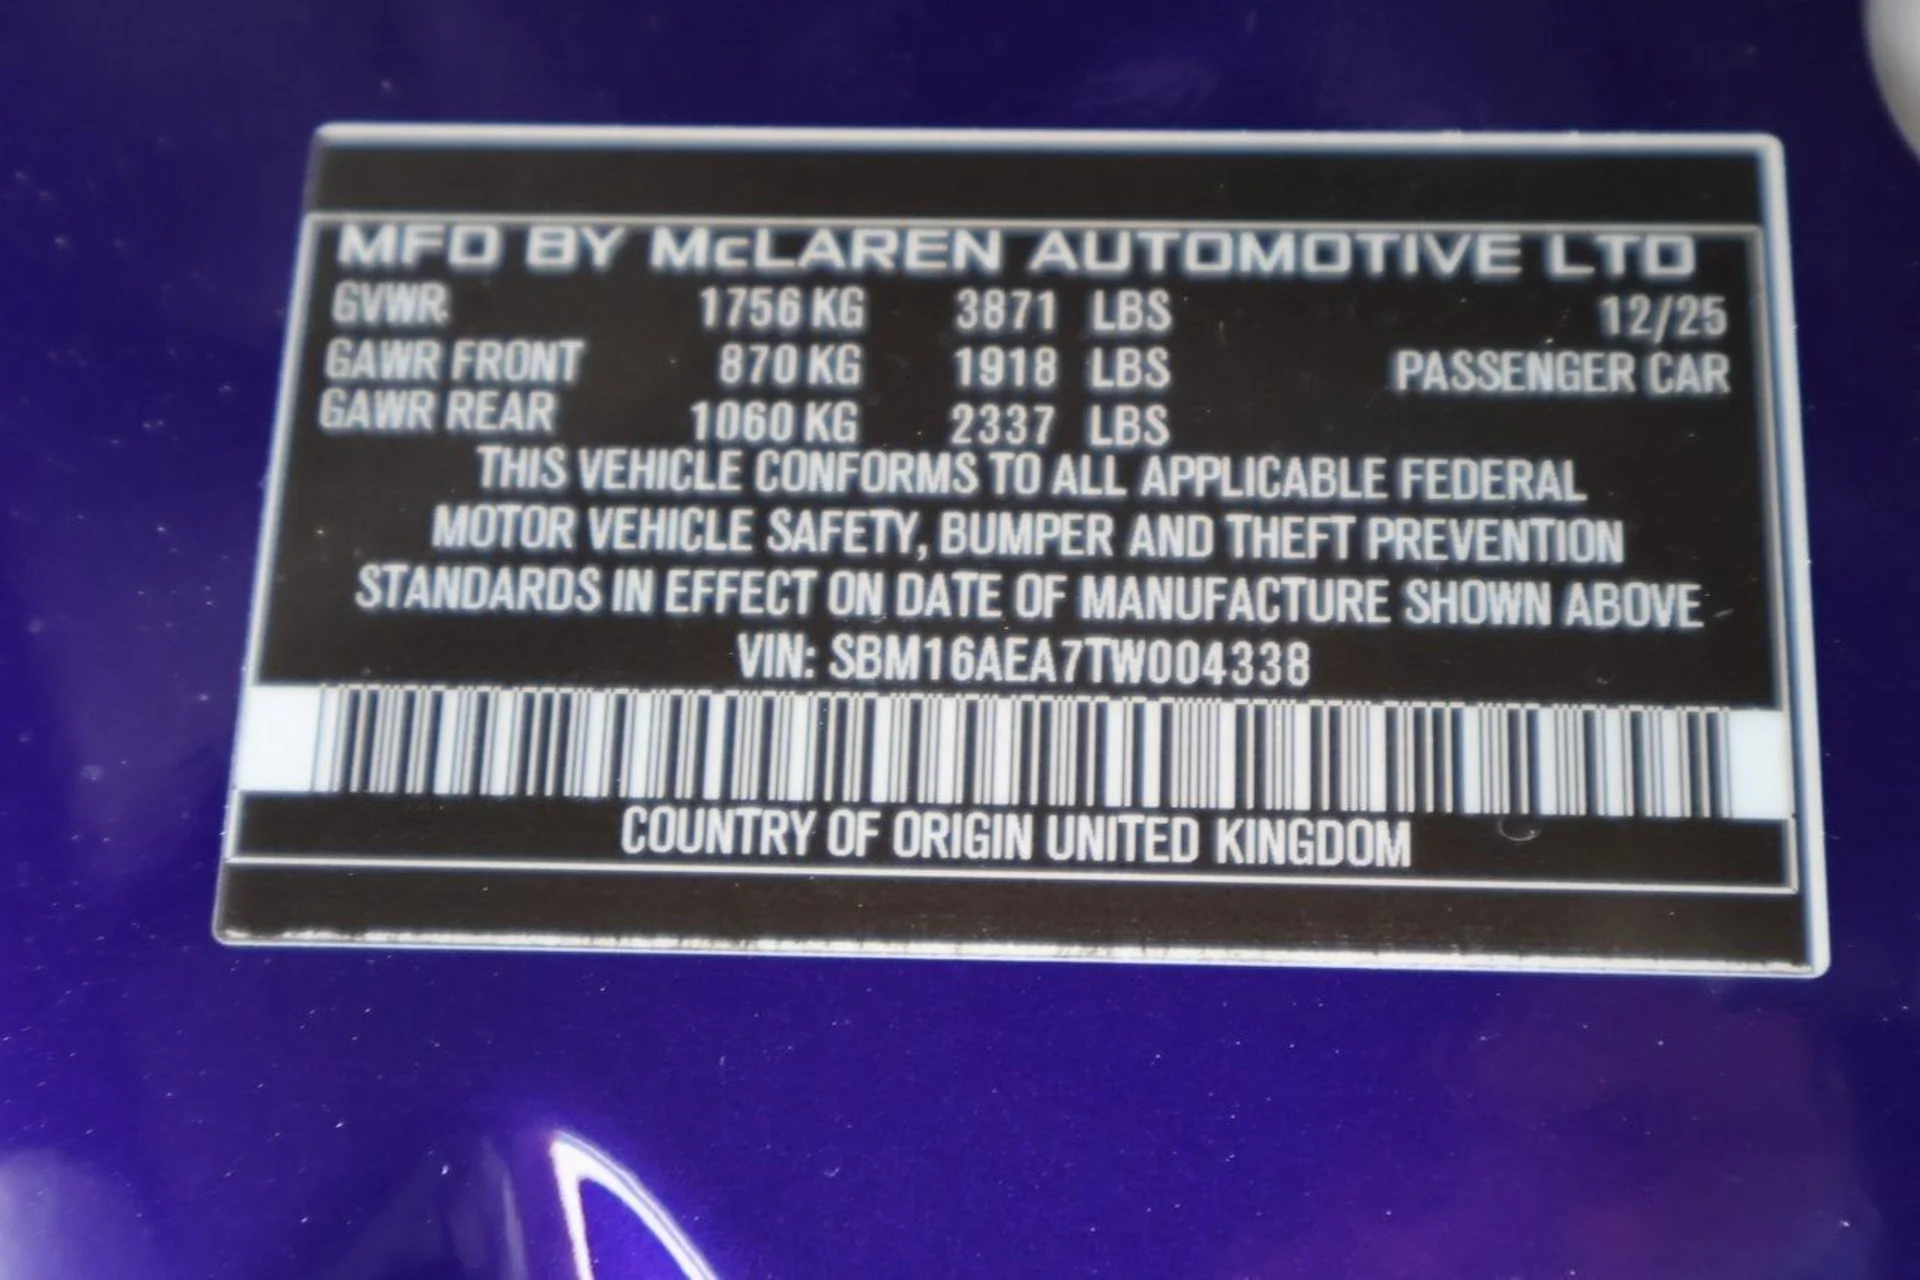 MFD BY McLAREN AUTOMOTIVE LTD
GVWR 1756 KG 3871 LBS 12/25
GAWR FRONT 870 KG 1918 LBS PASSENGER CAR
GAWR REAR 1060 KG 2337 LBS
THIS VEHICLE CONFORMS TO ALL APPLICABLE FEDERAL
MOTOR VEHICLE SAFETY, BUMPER AND THEFT PREVENTION
STANDARDS IN EFFECT ON DATE OF MANUFACTURE SHOWN ABOVE
VIN: SBM16AEA7TW004338
COUNTRY OF ORIGIN UNITED KINGDOM